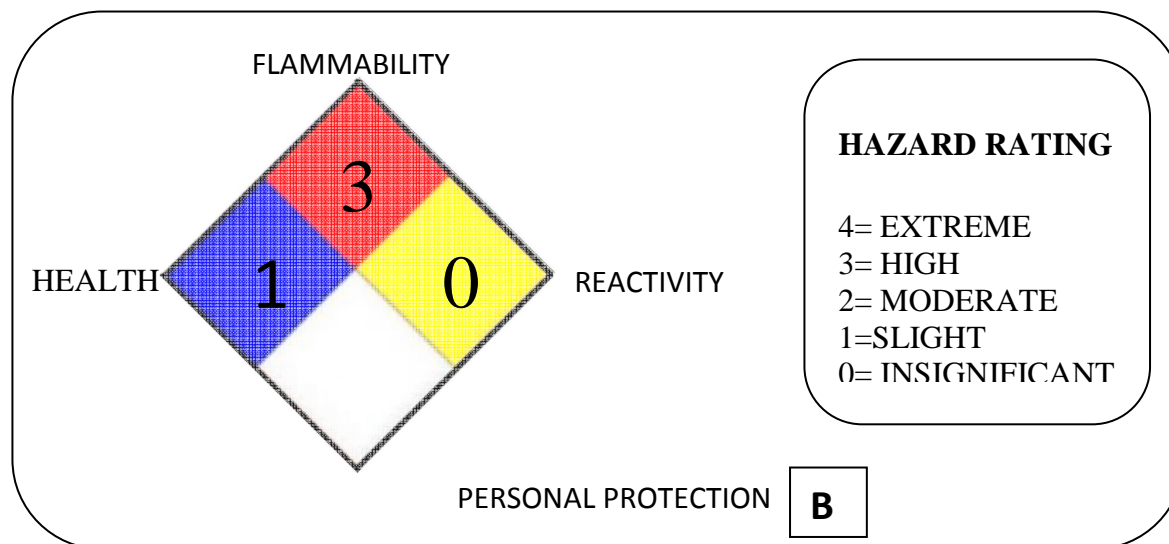 FLAMMABILITY
3
HEALTH
1
0
REACTIVITY
HAZARD RATING
4= EXTREME
3= HIGH
2= MODERATE
1=SLIGHT
0= INSIGNIFICANT
PERSONAL PROTECTION B